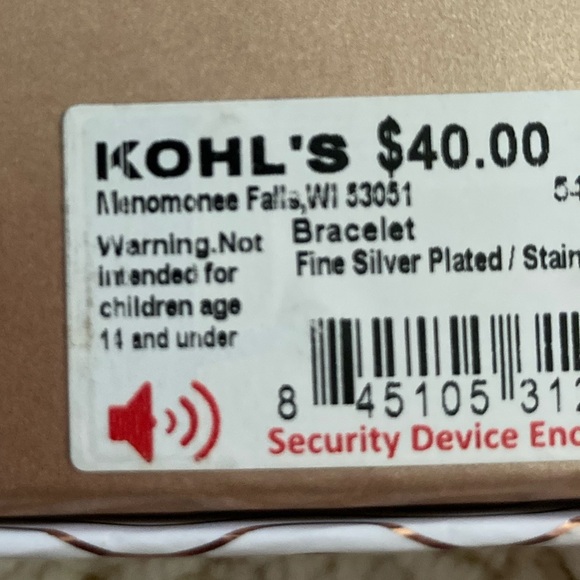 KOHL'S $40.00
Menomonee Falls,WI 53051
Bracelet
Fine Silver Plated / Stain
Warning.Not
intended for
children age
14 and under
8 45105 312
Security Device Enc